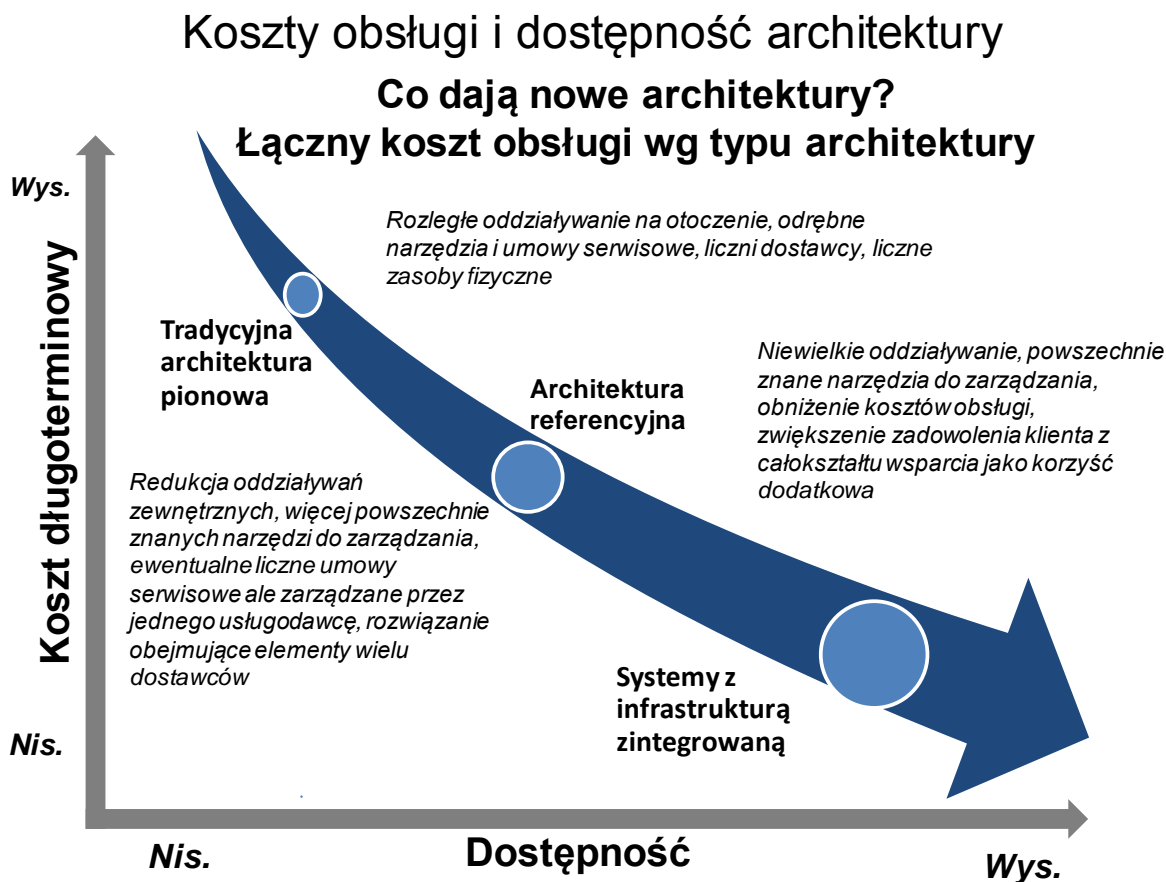 Koszty obsługi i dostępność architektury
Co dają nowe architektury?
Łączny koszt obsługi wg typu architektury
Wys.
Koszt długoterminowy
Nis.
Rozległe oddziaływanie na otoczenie, odrębne
narzędzia i umowy serwisowe, liczni dostawcy, liczne
zasoby fizyczne
Tradycyjna
architektura
pionowa
Niewielkie oddziaływanie, powszechnie
znane narzędzia do zarządzania,
obniżenie kosztów obsługi,
zwiększenie zadowolenia klienta z
całokształtu wsparcia jako korzyść
dodatkowa
Architektura
referencyjna
Redukcja oddziaływań
zewnętrznych, więcej powszechnie
znanych narzędzi do zarządzania,
ewentualne liczne umowy
serwisowe ale zarządzane przez
jednego usługodawcę, rozwiązanie
obejmujące elementy wielu
dostawców
Systemy z
infrastrukturą
zintegrowaną
Nis.
Dostępność
Wys.